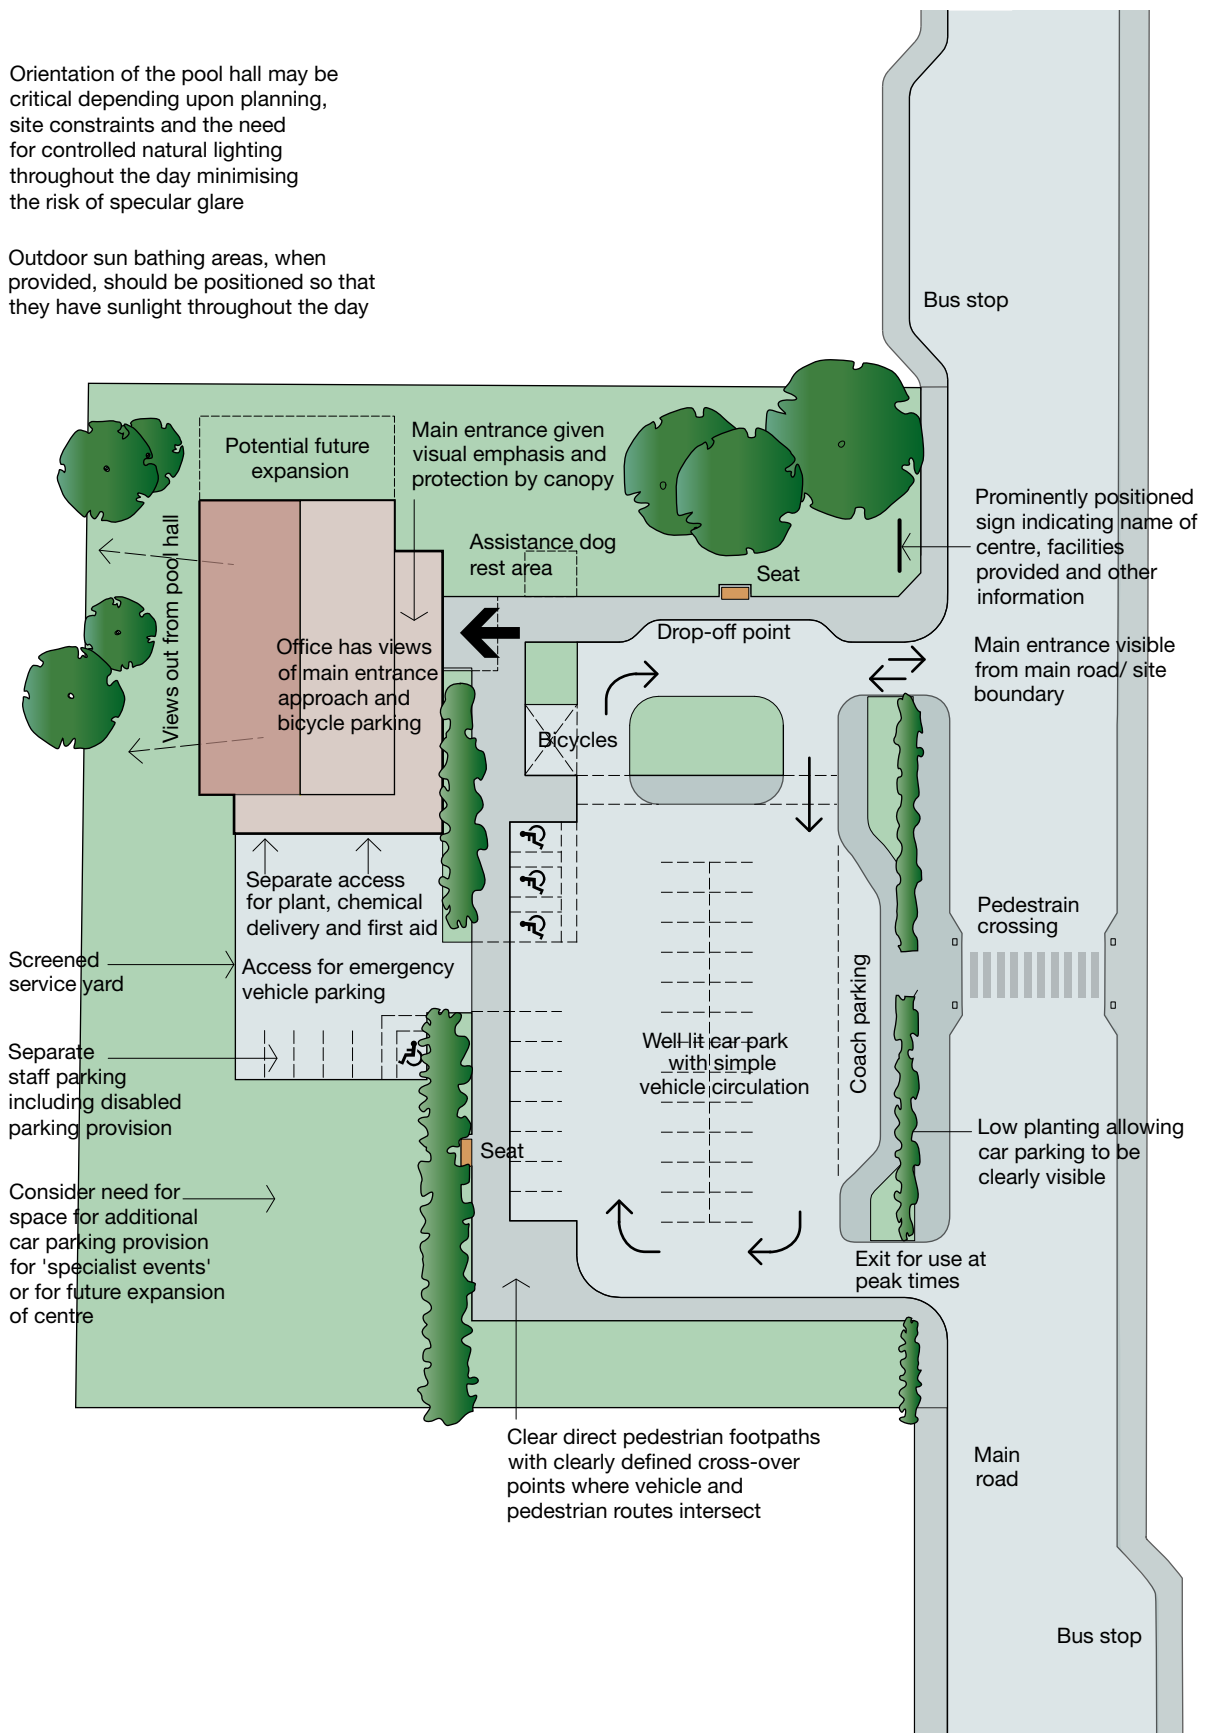 Orientation of the pool hall may be
critical depending upon planning,
site constraints and the need
for controlled natural lighting
throughout the day minimising
the risk of specular glare
Outdoor sun bathing areas, when
provided, should be positioned so that
they have sunlight throughout the day
Bus stop
Potential future
expansion
Main entrance given
visual emphasis and
protection by canopy
Views out from pool hall
Assistance dog
rest area
Seat
Prominently positioned
sign indicating name of
centre, facilities
provided and other
information
Office has views
of main entrance
approach and
bicycle parking
Drop-off point
Main entrance visible
from main road/ site
boundary
Bicycles
Separate access
for plant, chemical
delivery and first aid
Pedestrain
crossing
Screened
service yard
Access for emergency
vehicle parking
Coach parking
Well lit car park
with simple
vehicle circulation
Separate
staff parking
including disabled
parking provision
Seat
Low planting allowing
car parking to be
clearly visible
Consider need for
space for additional
car parking provision
for 'specialist events'
or for future expansion
of centre
Exit for use at
peak times
Clear direct pedestrian footpaths
with clearly defined cross-over
points where vehicle and
pedestrian routes intersect
Main
road
Bus stop